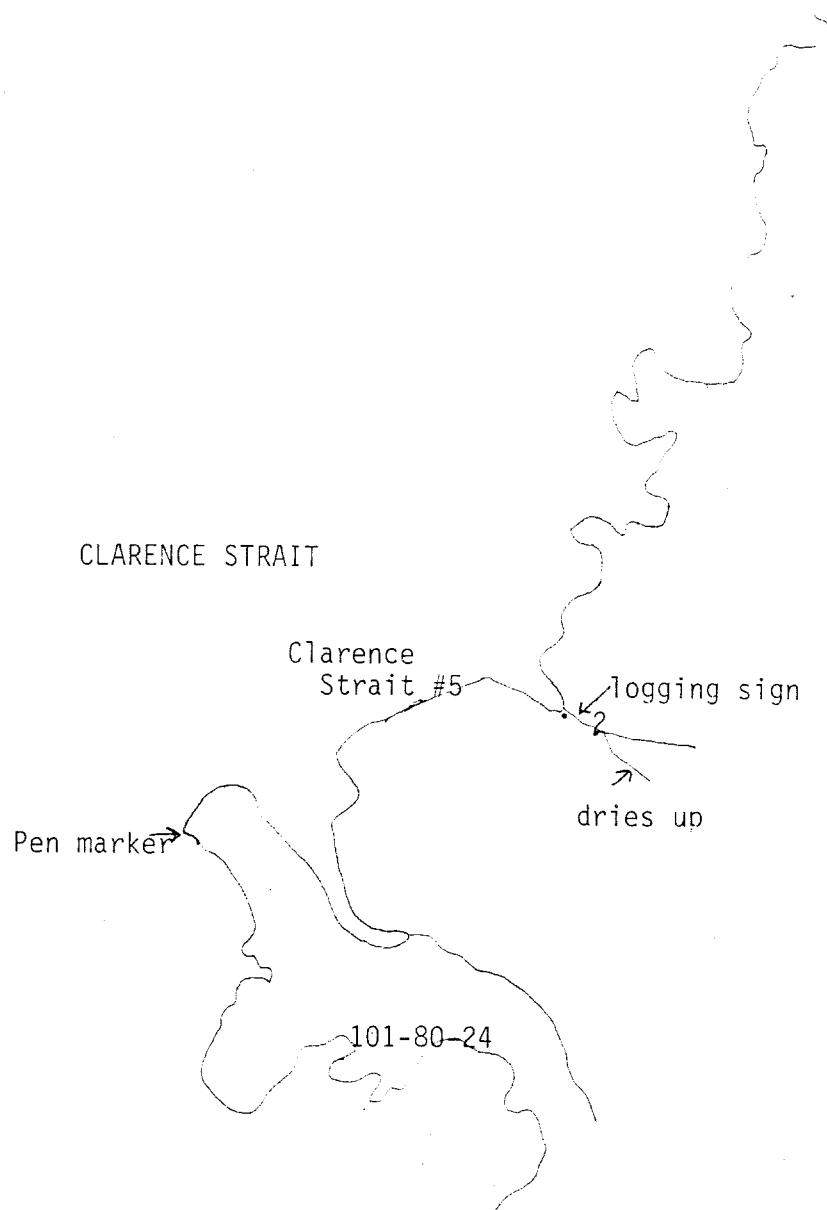 CLARENCE STRAIT
Clarence
Strait #5
logging sign
2
dries up
Pen marker
101-80-24